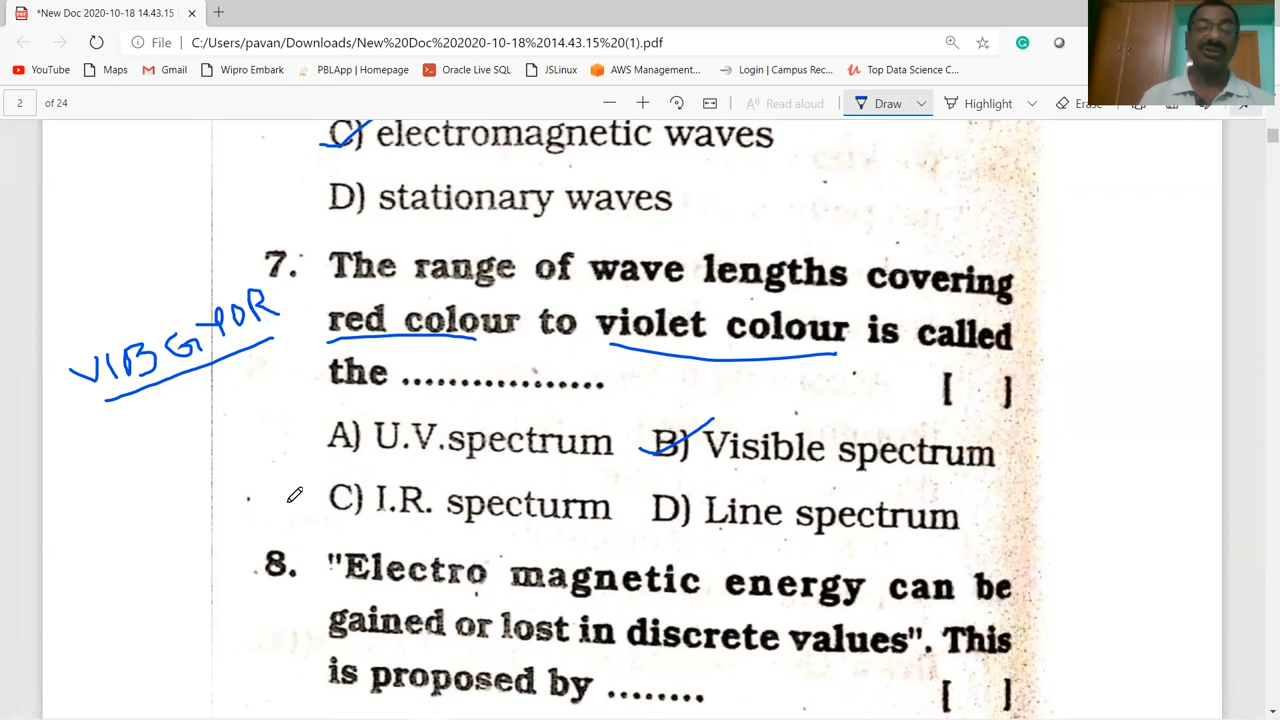 *New Doc 2020-10-18 14.43.15 (
File C:/Users/pavan/Downloads/New%20Doc%202020-10-18%2014.43.15%20(1).pdf
YouTube Maps Gmail Wipro Embark PBLApp | Homepage Oracle Live SQL JSLinux AWS Management... Login | Campus Rec... Top Data Science C...
2 of 24 Read aloud Draw Highlight Erase
C) electromagnetic waves
D) stationary waves
7. The range of wave lengths covering
red colour to violet colour is called
the ................. [ ]
VIBGYOR
A) U.V.spectrum B) Visible spectrum
C) I.R. specturm D) Line spectrum
8. "Electro magnetic energy can be
gained or lost in discrete values". This
is proposed by ........ [ ]